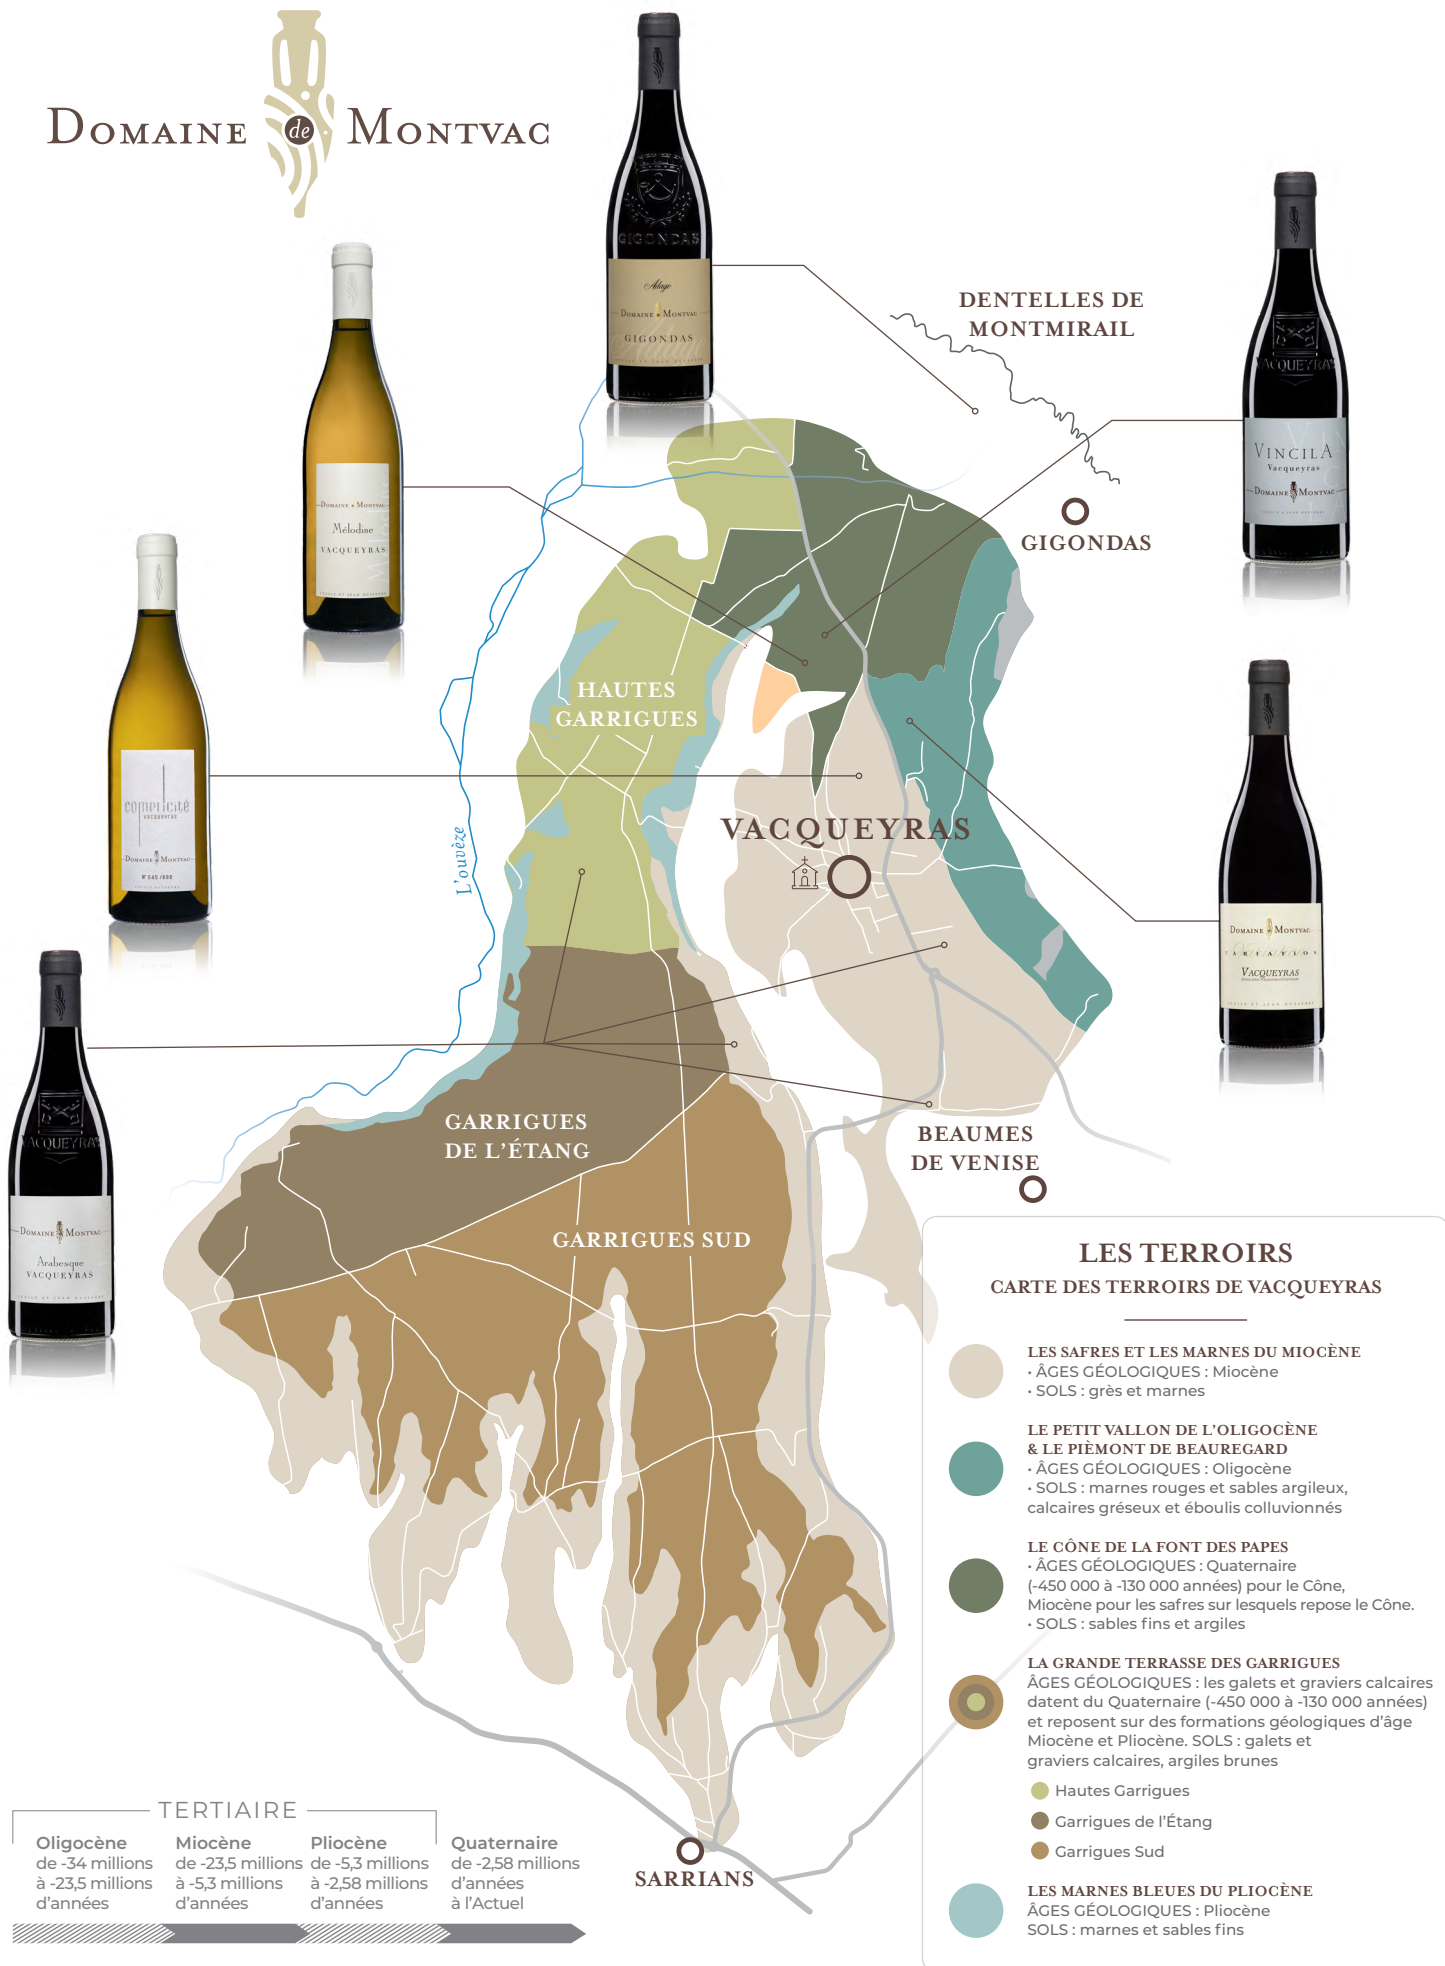 DOMAINE de MONTVAC
GIGONDAS
Adage
DOMAINE MONTVAC
GIGONDAS
DENTELLES DE
MONTMIRAIL
VACQUEYRAS
VINCILA
Vacqueyras
DOMAINE MONTVAC
DOMAINE MONTVAC
Mélodine
VACQUEYRAS
GIGONDAS
HAUTES
GARRIGUES
complicité
vacqueyras
DOMAINE MONTVAC
L'ouvèze
VACQUEYRAS
DOMAINE MONTVAC
VARIATION
VACQUEYRAS
VACQUEYRAS
DOMAINE MONTVAC
Arabesque
VACQUEYRAS
GARRIGUES
DE L'ÉTANG
BEAUMES
DE VENISE
GARRIGUES SUD
LES TERROIRS
CARTE DES TERROIRS DE VACQUEYRAS
LES SAFRES ET LES MARNES DU MIOCÈNE
• ÂGES GÉOLOGIQUES : Miocène
• SOLS : grès et marnes
LE PETIT VALLON DE L'OLIGOCÈNE
& LE PIÈMONT DE BEAUREGARD
• ÂGES GÉOLOGIQUES : Oligocène
• SOLS : marnes rouges et sables argileux,
calcaires gréseux et éboulis colluvionnés
LE CÔNE DE LA FONT DES PAPES
• ÂGES GÉOLOGIQUES : Quaternaire
(-450 000 à -130 000 années) pour le Cône,
Miocène pour les safres sur lesquels repose le Cône.
• SOLS : sables fins et argiles
LA GRANDE TERRASSE DES GARRIGUES
ÂGES GÉOLOGIQUES : les galets et graviers calcaires
datent du Quaternaire (-450 000 à -130 000 années)
et reposent sur des formations géologiques d'âge
Miocène et Pliocène. SOLS : galets et
graviers calcaires, argiles brunes
Hautes Garrigues
Garrigues de l'Étang
Garrigues Sud
LES MARNES BLEUES DU PLIOCÈNE
ÂGES GÉOLOGIQUES : Pliocène
SOLS : marnes et sables fins
TERTIAIRE
Oligocène
de -34 millions
à -23,5 millions
d'années
Miocène
de -23,5 millions
à -5,3 millions
d'années
Pliocène
de -5,3 millions
à -2,58 millions
d'années
Quaternaire
de -2,58 millions
d'années
à l'Actuel
SARRIANS